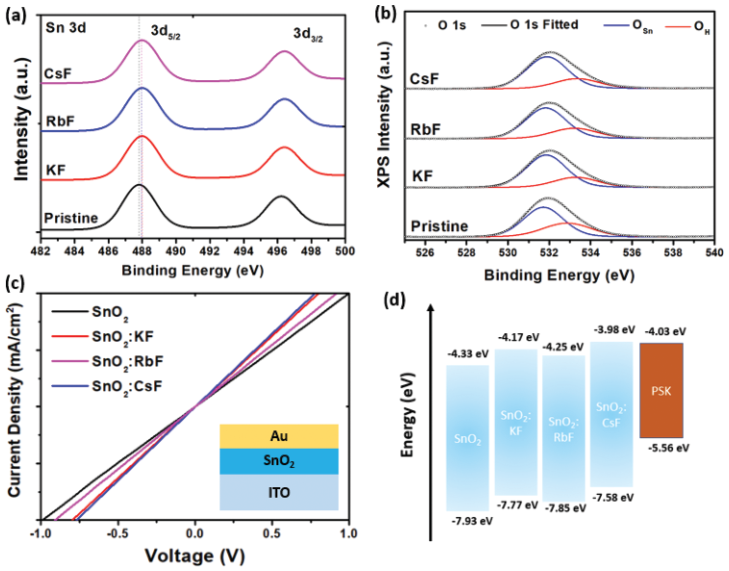 (a)
Sn 3d
3d₅/₂
3d₃/₂
CsF
RbF
KF
Pristine
Intensity (a.u.)
482 484 486 488 490 492 494 496 498 500
Binding Energy (eV)
(b)
O 1s
O 1s Fitted
O_Sn
O_H
CsF
RbF
KF
Pristine
XPS Intensity (a.u.)
526 528 530 532 534 536 538 540
Binding Energy (eV)
(c)
SnO₂
SnO₂:KF
SnO₂:RbF
SnO₂:CsF
Au
SnO₂
ITO
Current Density (mA/cm²)
-1.0 -0.5 0.0 0.5 1.0
Voltage (V)
(d)
Energy (eV)
-4.33 eV
-4.17 eV
-4.25 eV
-3.98 eV
-4.03 eV
SnO₂
SnO₂:
KF
SnO₂:
RbF
SnO₂:
CsF
PSK
-7.93 eV
-7.77 eV
-7.85 eV
-7.58 eV
-5.56 eV